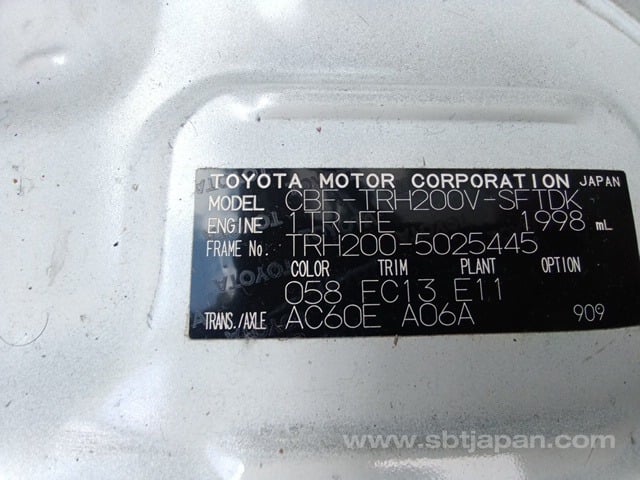 TOYOTA MOTOR CORPORATION JAPAN
MODEL CBF-TRH200V-SFTDK
ENGINE 1TR-FE 1998 mL
FRAME No. TRH200-5025445
COLOR TRIM PLANT OPTION
058 FC13 E11
TRANS./AXLE AC60E A06A 909
www.sbtjapan.com